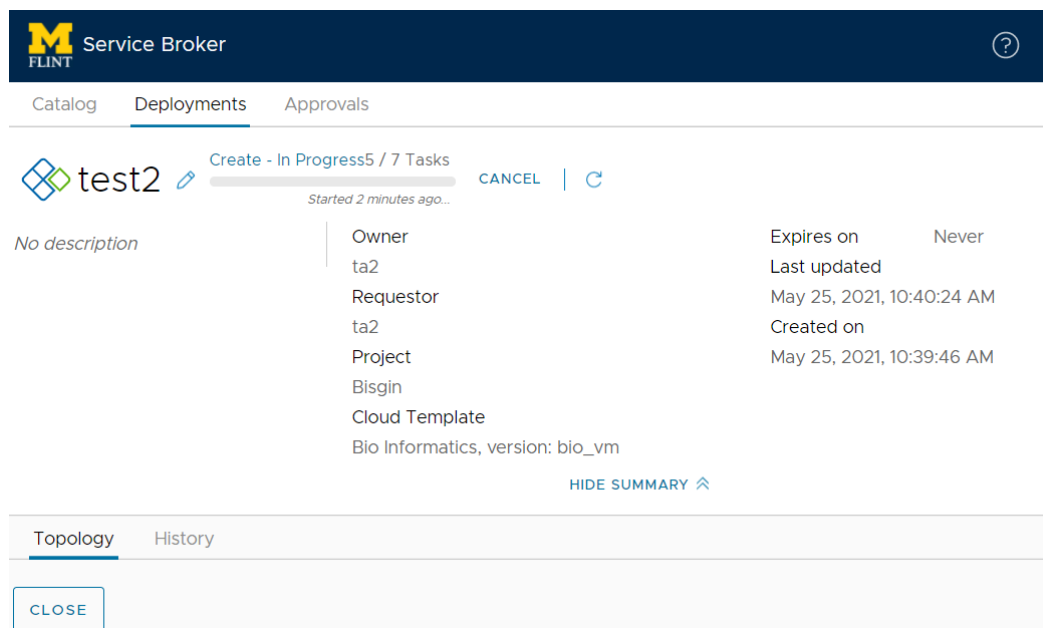 M
FLINT
Service Broker
?
Catalog Deployments Approvals
test2
Create - In Progress5 / 7 Tasks
CANCEL
Started 2 minutes ago...
No description
Owner
ta2
Requestor
ta2
Project
Bisgin
Cloud Template
Bio Informatics, version: bio_vm
Expires on Never
Last updated
May 25, 2021, 10:40:24 AM
Created on
May 25, 2021, 10:39:46 AM
HIDE SUMMARY
Topology History
CLOSE